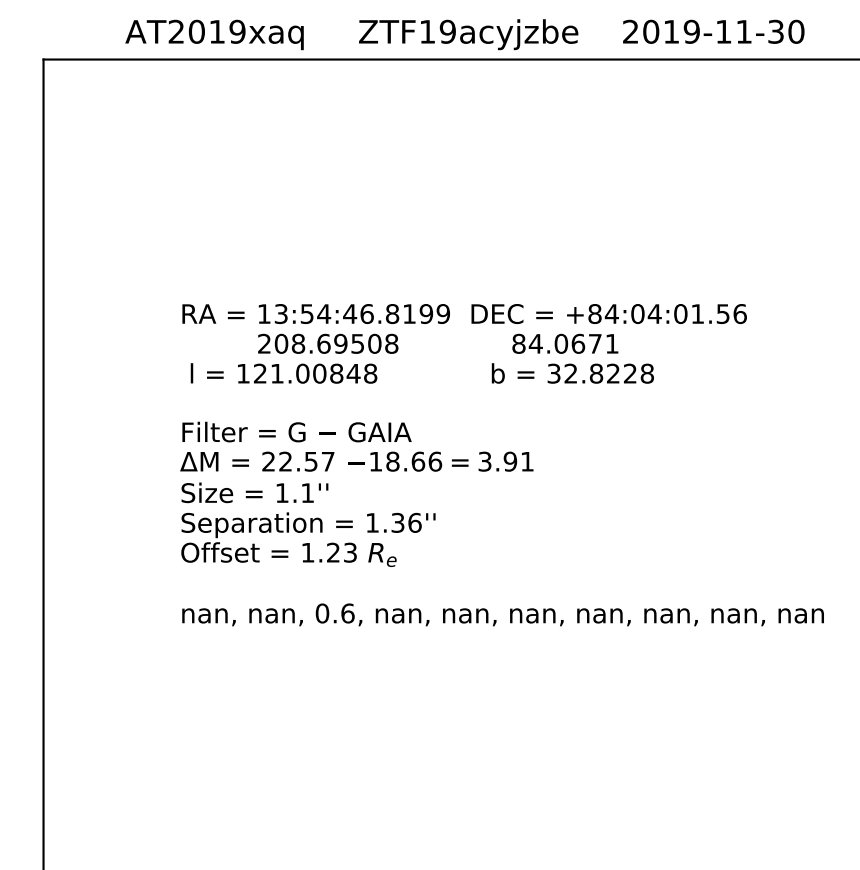 AT2019xaq ZTF19acyjzbe 2019-11-30
RA = 13:54:46.8199 DEC = +84:04:01.56
208.69508 84.0671
l = 121.00848 b = 32.8228
Filter = G − GAIA
ΔM = 22.57 −18.66 = 3.91
Size = 1.1''
Separation = 1.36''
Offset = 1.23 Rₑ
nan, nan, 0.6, nan, nan, nan, nan, nan, nan, nan